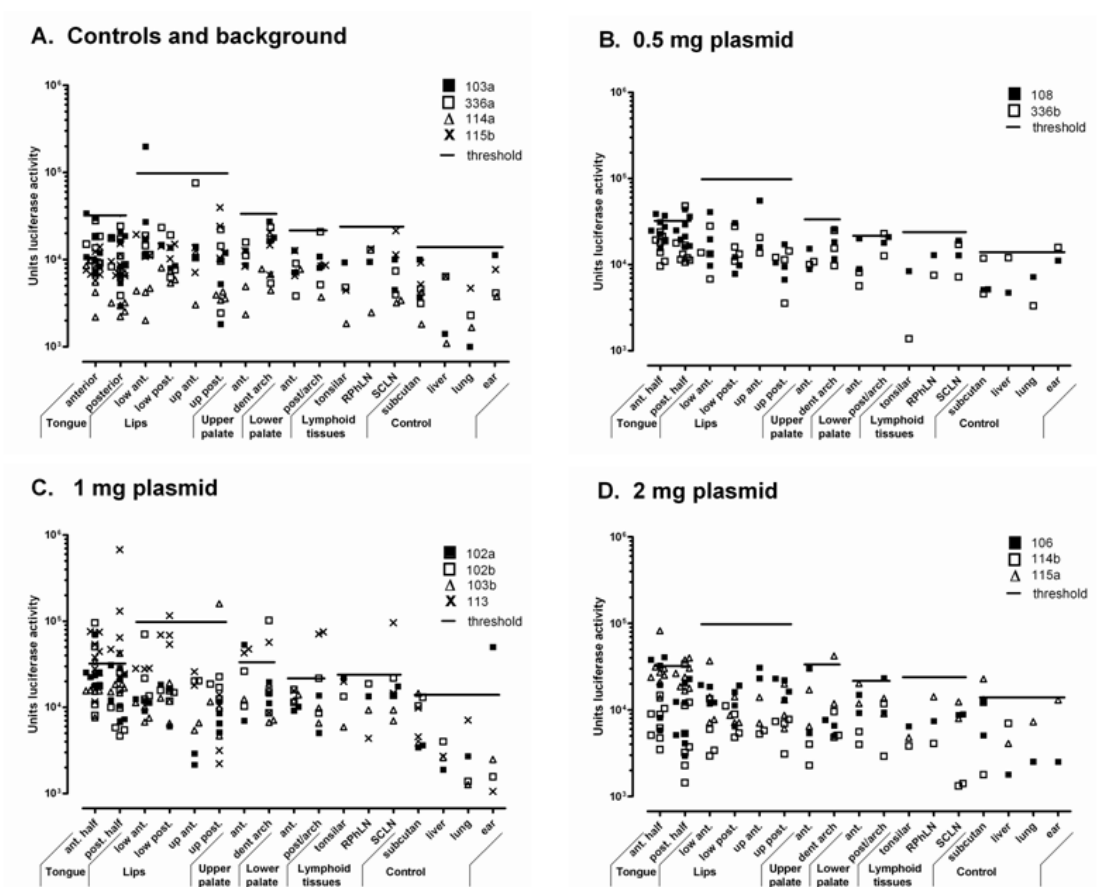 A. Controls and background
10⁶
10⁵
10⁴
10³
Units luciferase activity
103a
336a
114a
115b
threshold
anterior
posterior
low ant.
low post.
up ant.
up post.
ant.
dent arch
ant.
post/arch
tonsilar
RPhLN
SCLN
subcutan
liver
lung
ear
Tongue
Lips
Upper palate
Lower palate
Lymphoid tissues
Control
B. 0.5 mg plasmid
10⁶
10⁵
10⁴
10³
Units luciferase activity
108
336b
threshold
ant. half
post. half
low ant.
low post.
up ant.
up post.
ant.
dent arch
ant.
post/arch
tonsilar
RPhLN
SCLN
subcutan
liver
lung
ear
Tongue
Lips
Upper palate
Lower palate
Lymphoid tissues
Control
C. 1 mg plasmid
10⁶
10⁵
10⁴
10³
Units luciferase activity
102a
102b
103b
113
threshold
ant. half
post. half
low ant.
low post.
up ant.
up post.
ant.
dent arch
ant.
post/arch
tonsilar
RPhLN
SCLN
subcutan
liver
lung
ear
Tongue
Lips
Upper palate
Lower palate
Lymphoid tissues
Control
D. 2 mg plasmid
10⁶
10⁵
10⁴
10³
Units luciferase activity
106
114b
115a
threshold
ant. half
post. half
low ant.
low post.
up ant.
up post.
ant.
dent arch
ant.
post/arch
tonsilar
RPhLN
SCLN
subcutan
liver
lung
ear
Tongue
Lips
Upper palate
Lower palate
Lymphoid tissues
Control